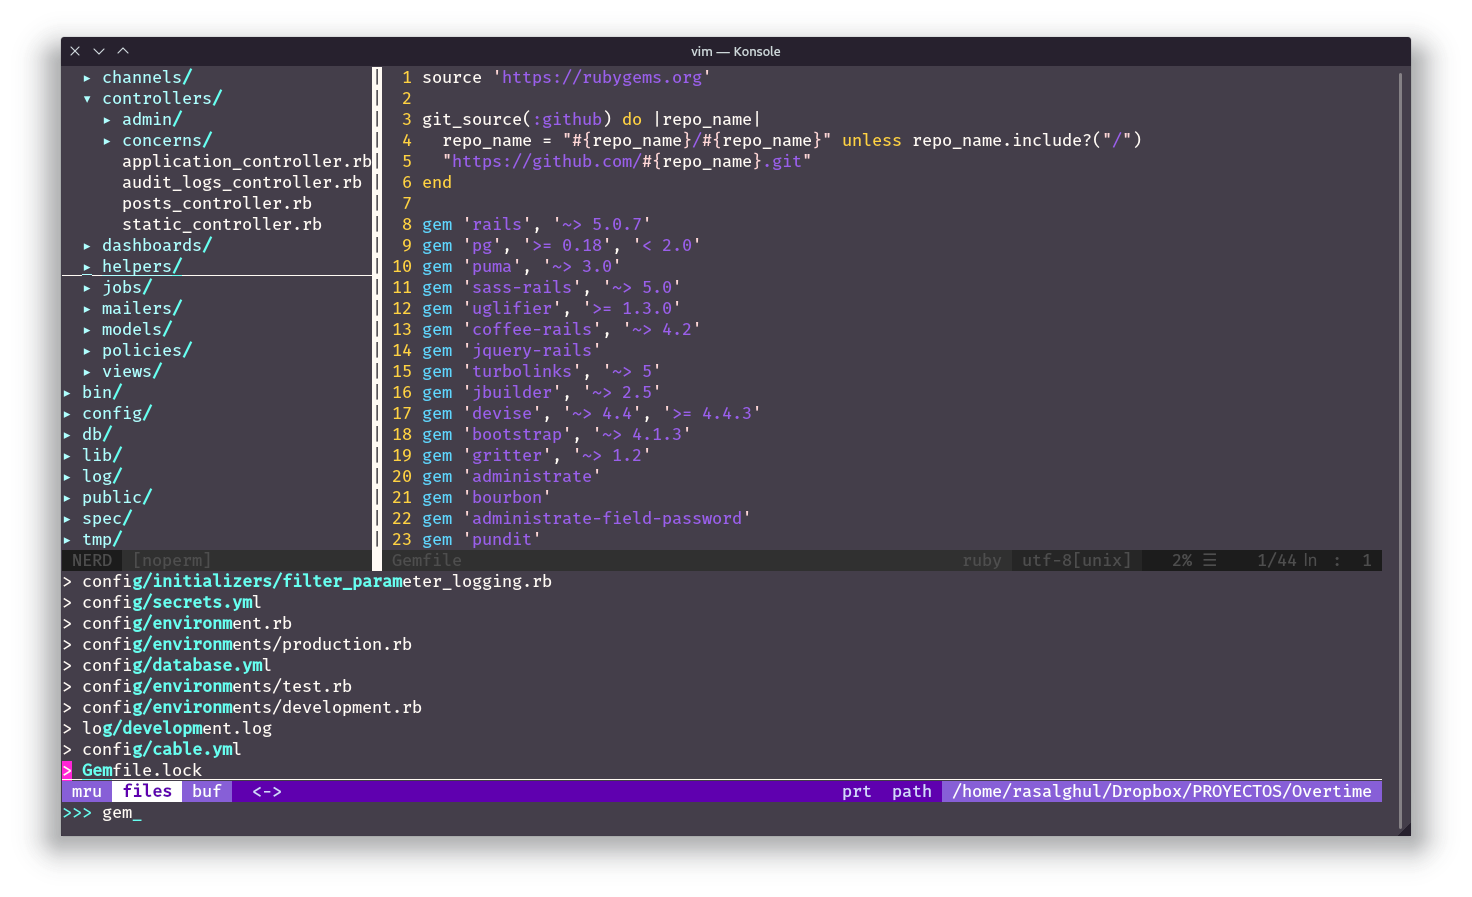 vim — Konsole
▸ channels/
▾ controllers/
▸ admin/
▸ concerns/
application_controller.rb
audit_logs_controller.rb
posts_controller.rb
static_controller.rb
▸ dashboards/
▸ helpers/
▸ jobs/
▸ mailers/
▸ models/
▸ policies/
▸ views/
▸ bin/
▸ config/
▸ db/
▸ lib/
▸ log/
▸ public/
▸ spec/
▸ tmp/
NERD [noperm]
1 source 'https://rubygems.org'
2
3 git_source(:github) do |repo_name|
4   repo_name = "#{repo_name}/#{repo_name}" unless repo_name.include?("/")
5   "https://github.com/#{repo_name}.git"
6 end
7
8 gem 'rails', '~> 5.0.7'
9 gem 'pg', '>= 0.18', '< 2.0'
10 gem 'puma', '~> 3.0'
11 gem 'sass-rails', '~> 5.0'
12 gem 'uglifier', '>= 1.3.0'
13 gem 'coffee-rails', '~> 4.2'
14 gem 'jquery-rails'
15 gem 'turbolinks', '~> 5'
16 gem 'jbuilder', '~> 2.5'
17 gem 'devise', '~> 4.4', '>= 4.4.3'
18 gem 'bootstrap', '~> 4.1.3'
19 gem 'gritter', '~> 1.2'
20 gem 'administrate'
21 gem 'bourbon'
22 gem 'administrate-field-password'
23 gem 'pundit'
Gemfile ruby utf-8[unix] 2% ☰ 1/44 ln : 1
> config/initializers/filter_parameter_logging.rb
> config/secrets.yml
> config/environment.rb
> config/environments/production.rb
> config/database.yml
> config/environments/test.rb
> config/environments/development.rb
> log/development.log
> config/cable.yml
> Gemfile.lock
mru files buf <-> prt path /home/rasalghul/Dropbox/PROYECTOS/Overtime
>>> gem_